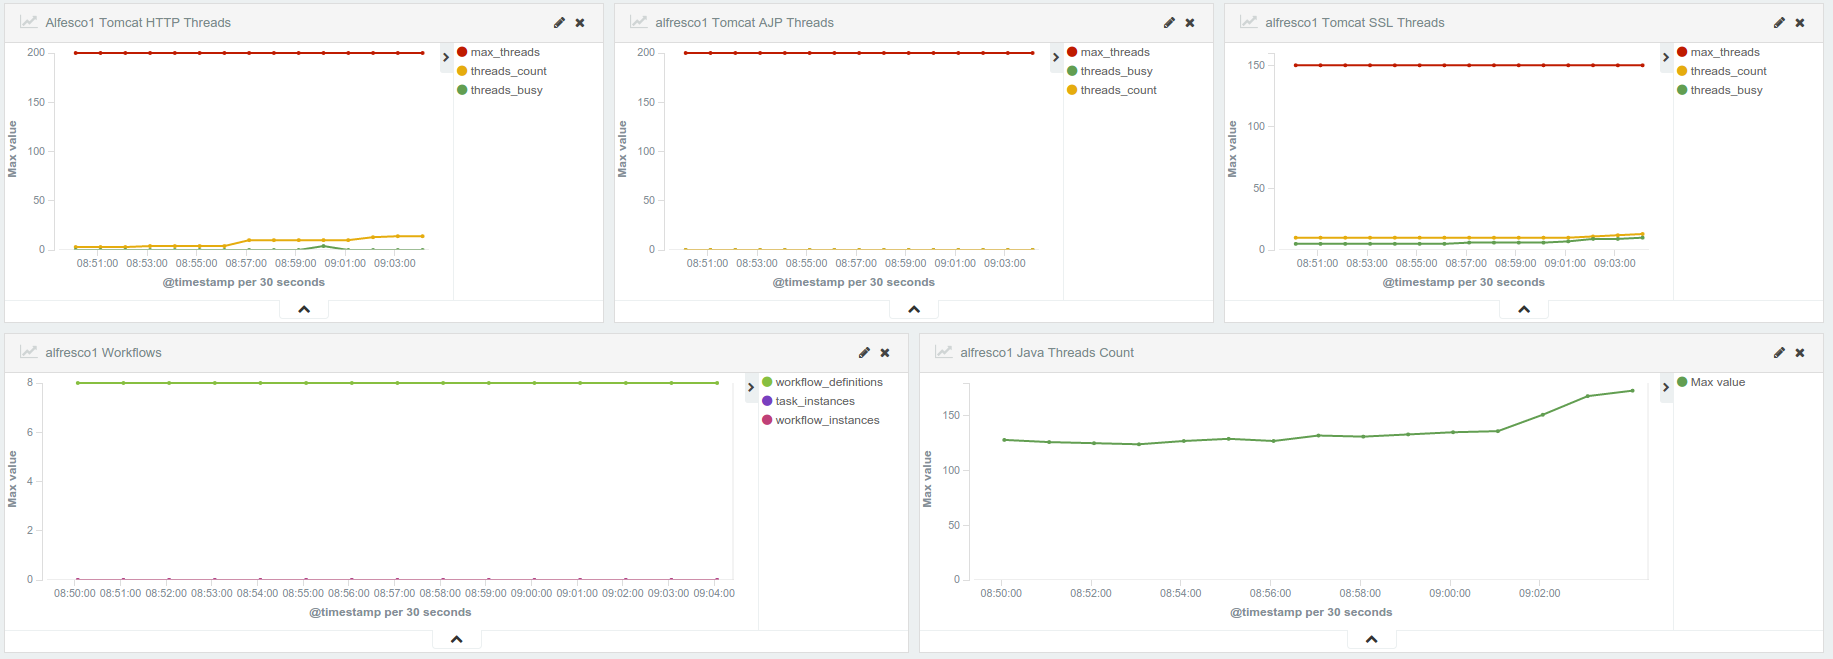 Alfesco1 Tomcat HTTP Threads
200
150
100
50
0
Max value
08:51:00 08:53:00 08:55:00 08:57:00 08:59:00 09:01:00 09:03:00
@timestamp per 30 seconds
max_threads
threads_count
threads_busy
alfresco1 Tomcat AJP Threads
200
150
100
50
0
Max value
08:51:00 08:53:00 08:55:00 08:57:00 08:59:00 09:01:00 09:03:00
@timestamp per 30 seconds
max_threads
threads_busy
threads_count
alfresco1 Tomcat SSL Threads
150
100
50
0
Max value
08:51:00 08:53:00 08:55:00 08:57:00 08:59:00 09:01:00 09:03:00
@timestamp per 30 seconds
max_threads
threads_count
threads_busy
alfresco1 Workflows
8
6
4
2
0
Max value
08:50:00 08:51:00 08:52:00 08:53:00 08:54:00 08:55:00 08:56:00 08:57:00 08:58:00 08:59:00 09:00:00 09:01:00 09:02:00 09:03:00 09:04:00
@timestamp per 30 seconds
workflow_definitions
task_instances
workflow_instances
alfresco1 Java Threads Count
150
100
50
0
Max value
08:50:00 08:52:00 08:54:00 08:56:00 08:58:00 09:00:00 09:02:00
@timestamp per 30 seconds
Max value